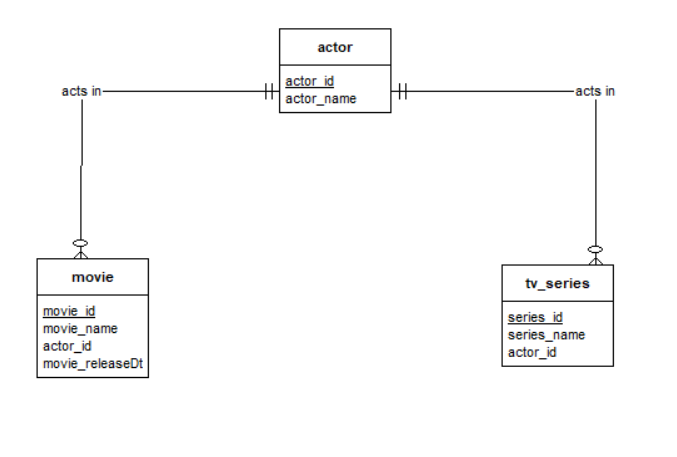 actor
actor_id
actor_name
acts in
acts in
movie
movie_id
movie_name
actor_id
movie_releaseDt
tv_series
series_id
series_name
actor_id